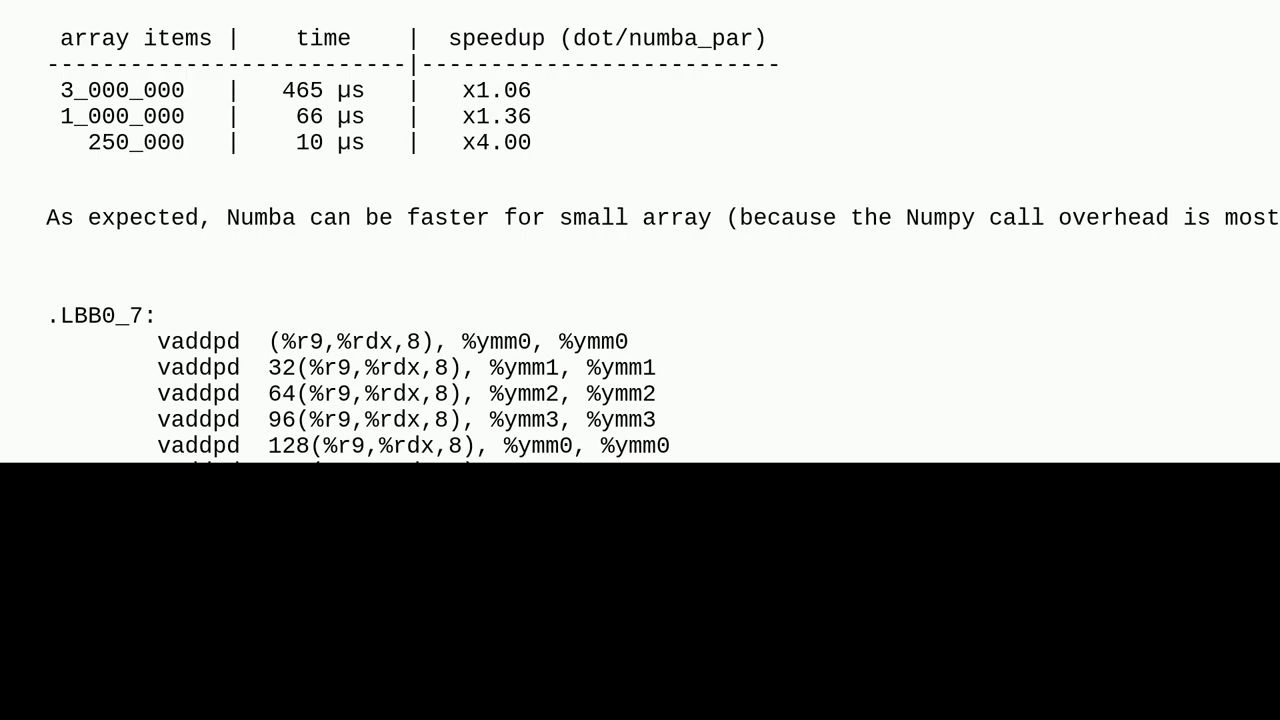 array items |    time    |  speedup (dot/numba_par)
--------------------------|--------------------------
3_000_000   |   465 µs   |   x1.06
1_000_000   |    66 µs   |   x1.36
250_000   |    10 µs   |   x4.00
As expected, Numba can be faster for small array (because the Numpy call overhead is most
.LBB0_7:
vaddpd  (%r9,%rdx,8), %ymm0, %ymm0
vaddpd  32(%r9,%rdx,8), %ymm1, %ymm1
vaddpd  64(%r9,%rdx,8), %ymm2, %ymm2
vaddpd  96(%r9,%rdx,8), %ymm3, %ymm3
vaddpd  128(%r9,%rdx,8), %ymm0, %ymm0